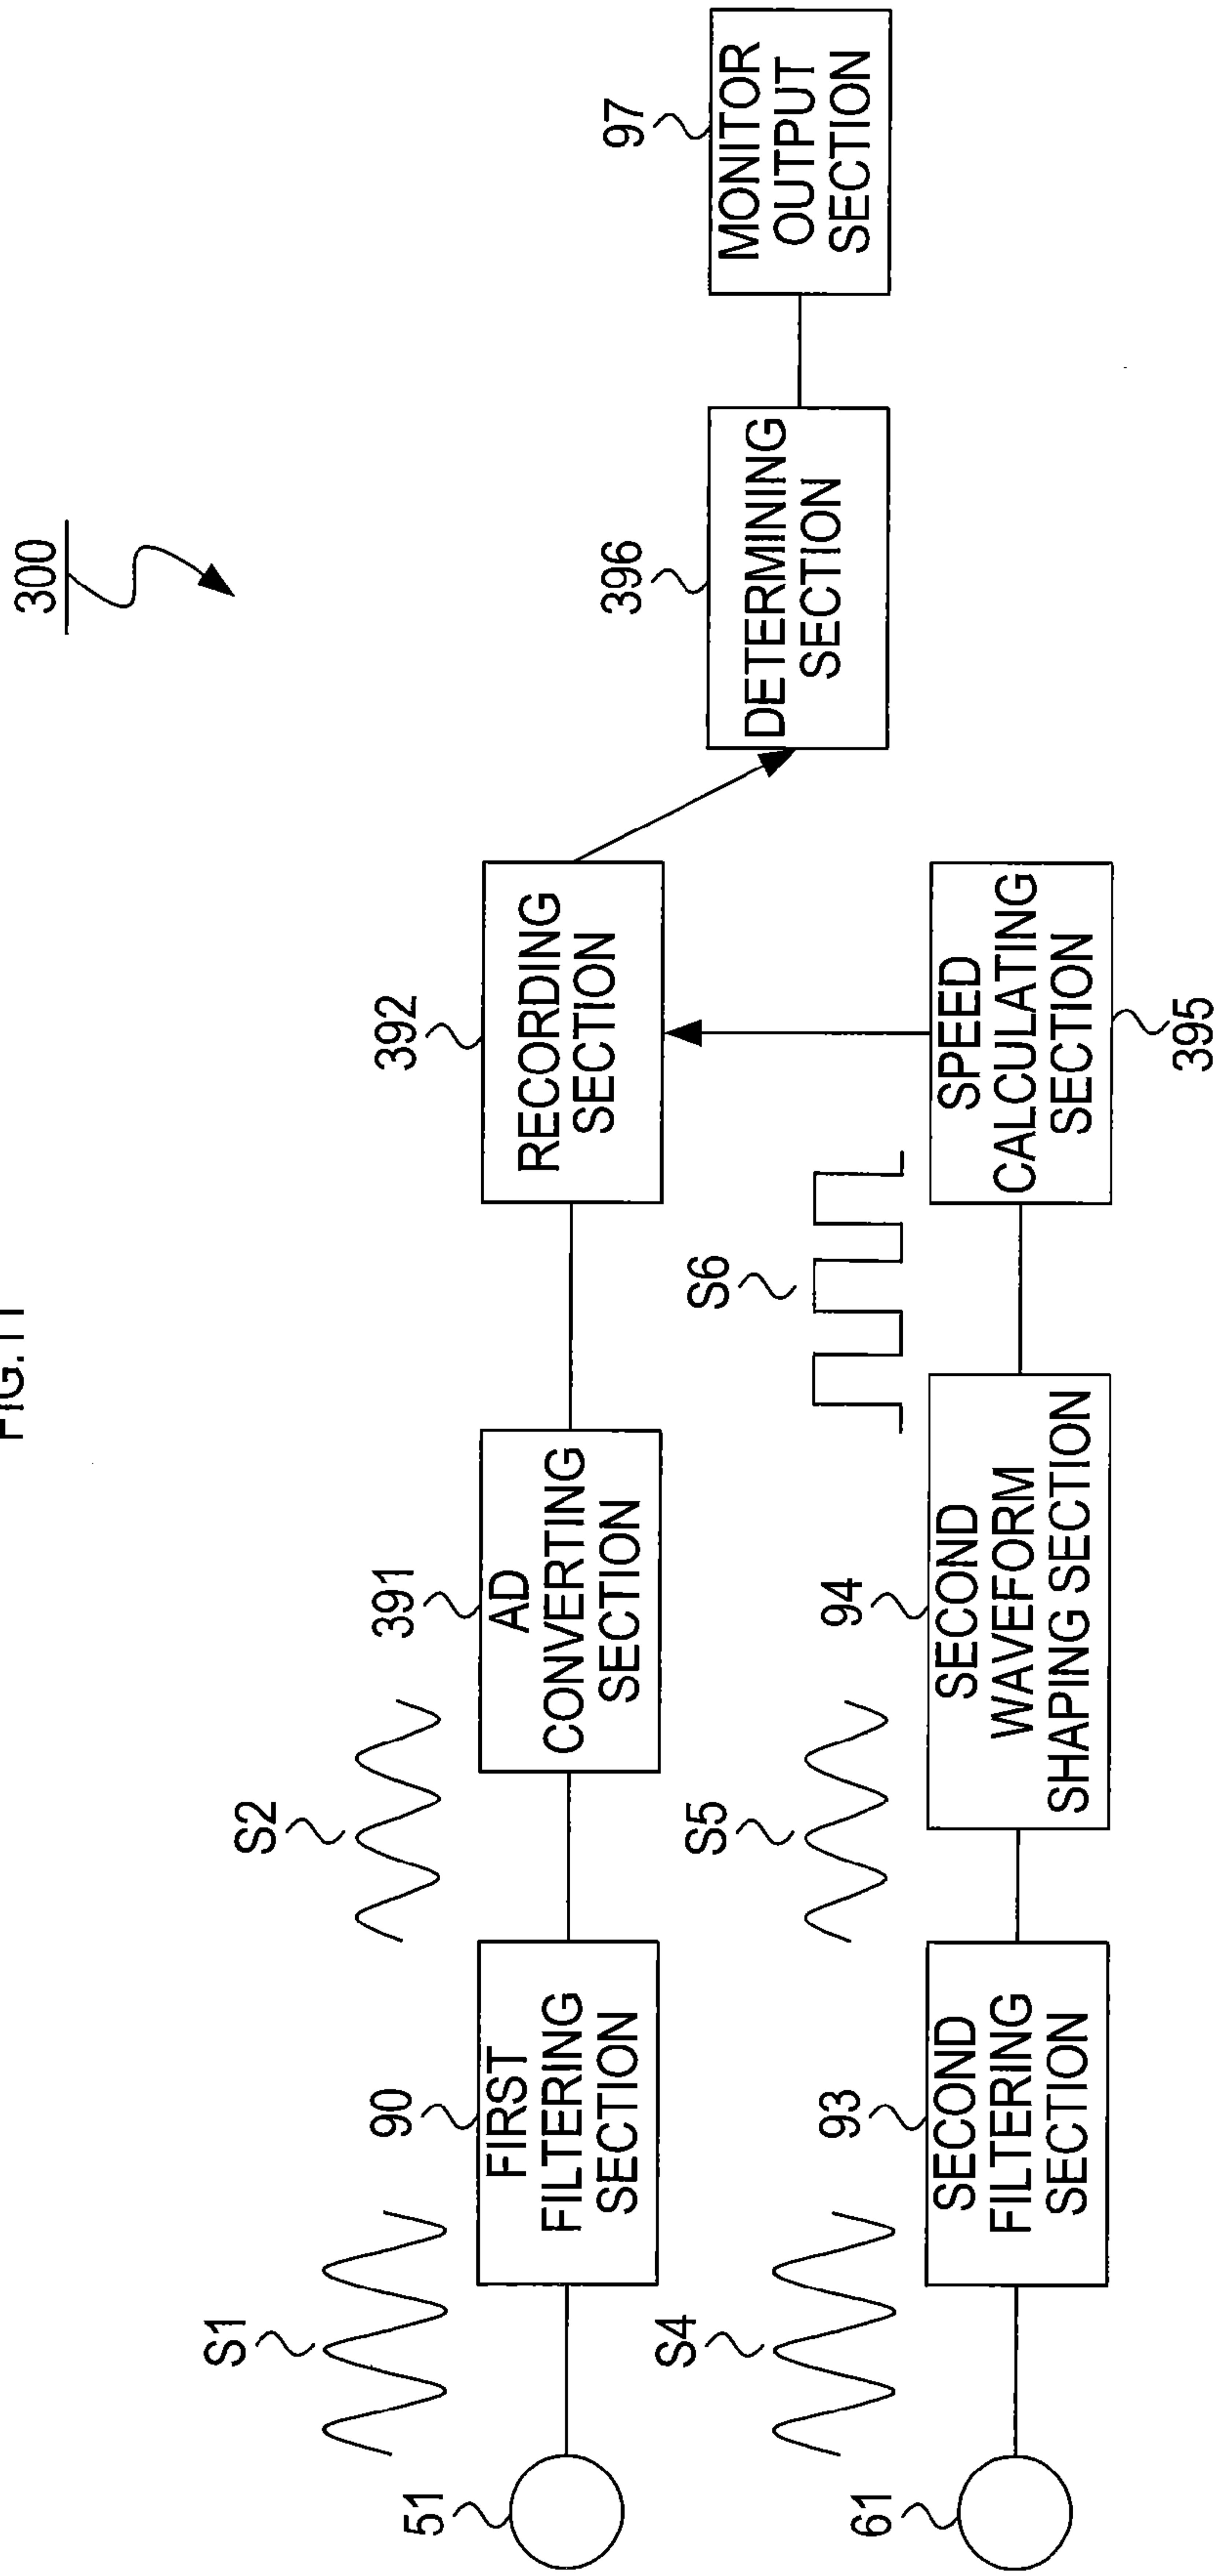 FIG. 11
300
51
S1
90
FIRST
FILTERING
SECTION
S2
391
AD
CONVERTING
SECTION
392
RECORDING
SECTION
396
DETERMINING
SECTION
97
MONITOR
OUTPUT
SECTION
61
S4
93
SECOND
FILTERING
SECTION
S5
94
SECOND
WAVEFORM
SHAPING SECTION
S6
SPEED
CALCULATING
SECTION
395